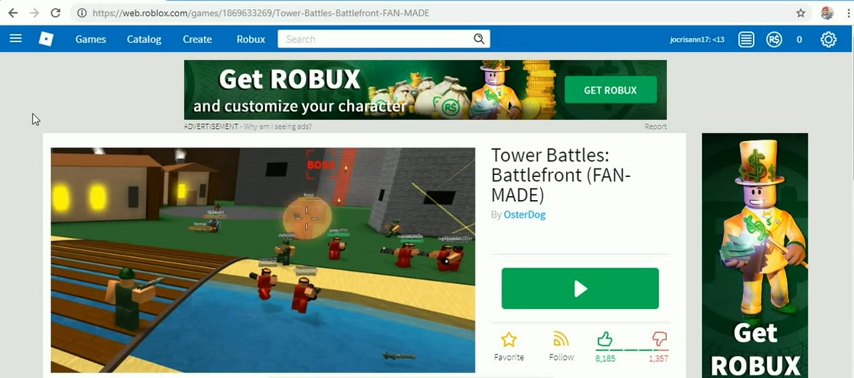 https://web.roblox.com/games/1869633269/Tower-Battles-Battlefront-FAN-MADE
Games Catalog Create Robux Search jocrisann17: <13 R$ 0
Get ROBUX
and customize your character
R$
GET ROBUX
ADVERTISEMENT - Why am I seeing ads? Report
BOSS
Tower Battles:
Battlefront (FAN-
MADE)
By OsterDog
Favorite Follow 8,185 1,357
Get
ROBUX